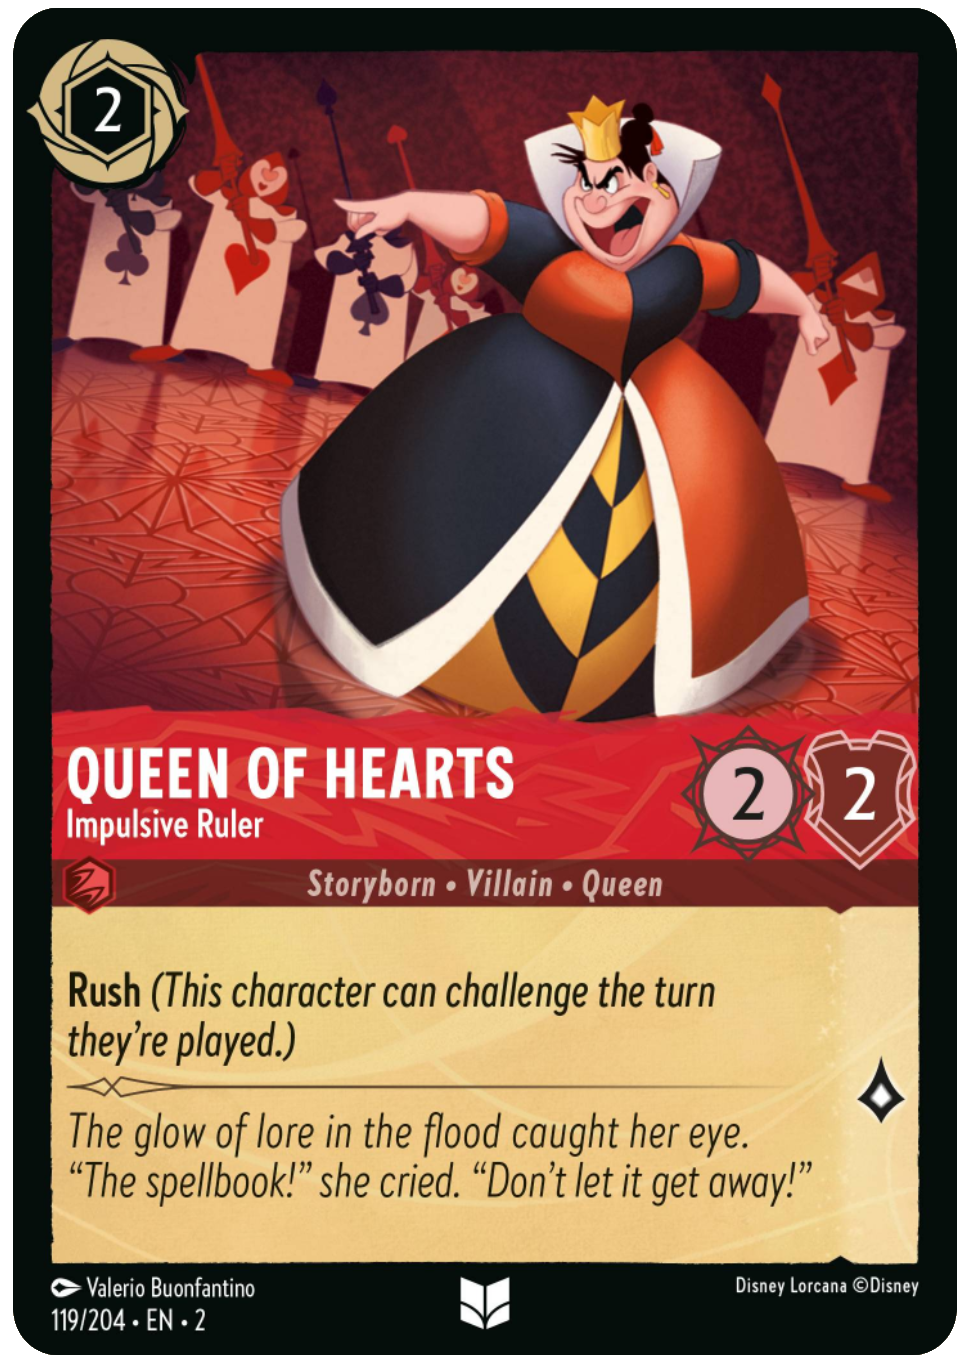 2
QUEEN OF HEARTS
Impulsive Ruler
2 2
Storyborn • Villain • Queen
Rush (This character can challenge the turn
they're played.)
The glow of lore in the flood caught her eye.
“The spellbook!” she cried. “Don't let it get away!”
Valerio Buonfantino
Disney Lorcana ©Disney
119/204 • EN • 2